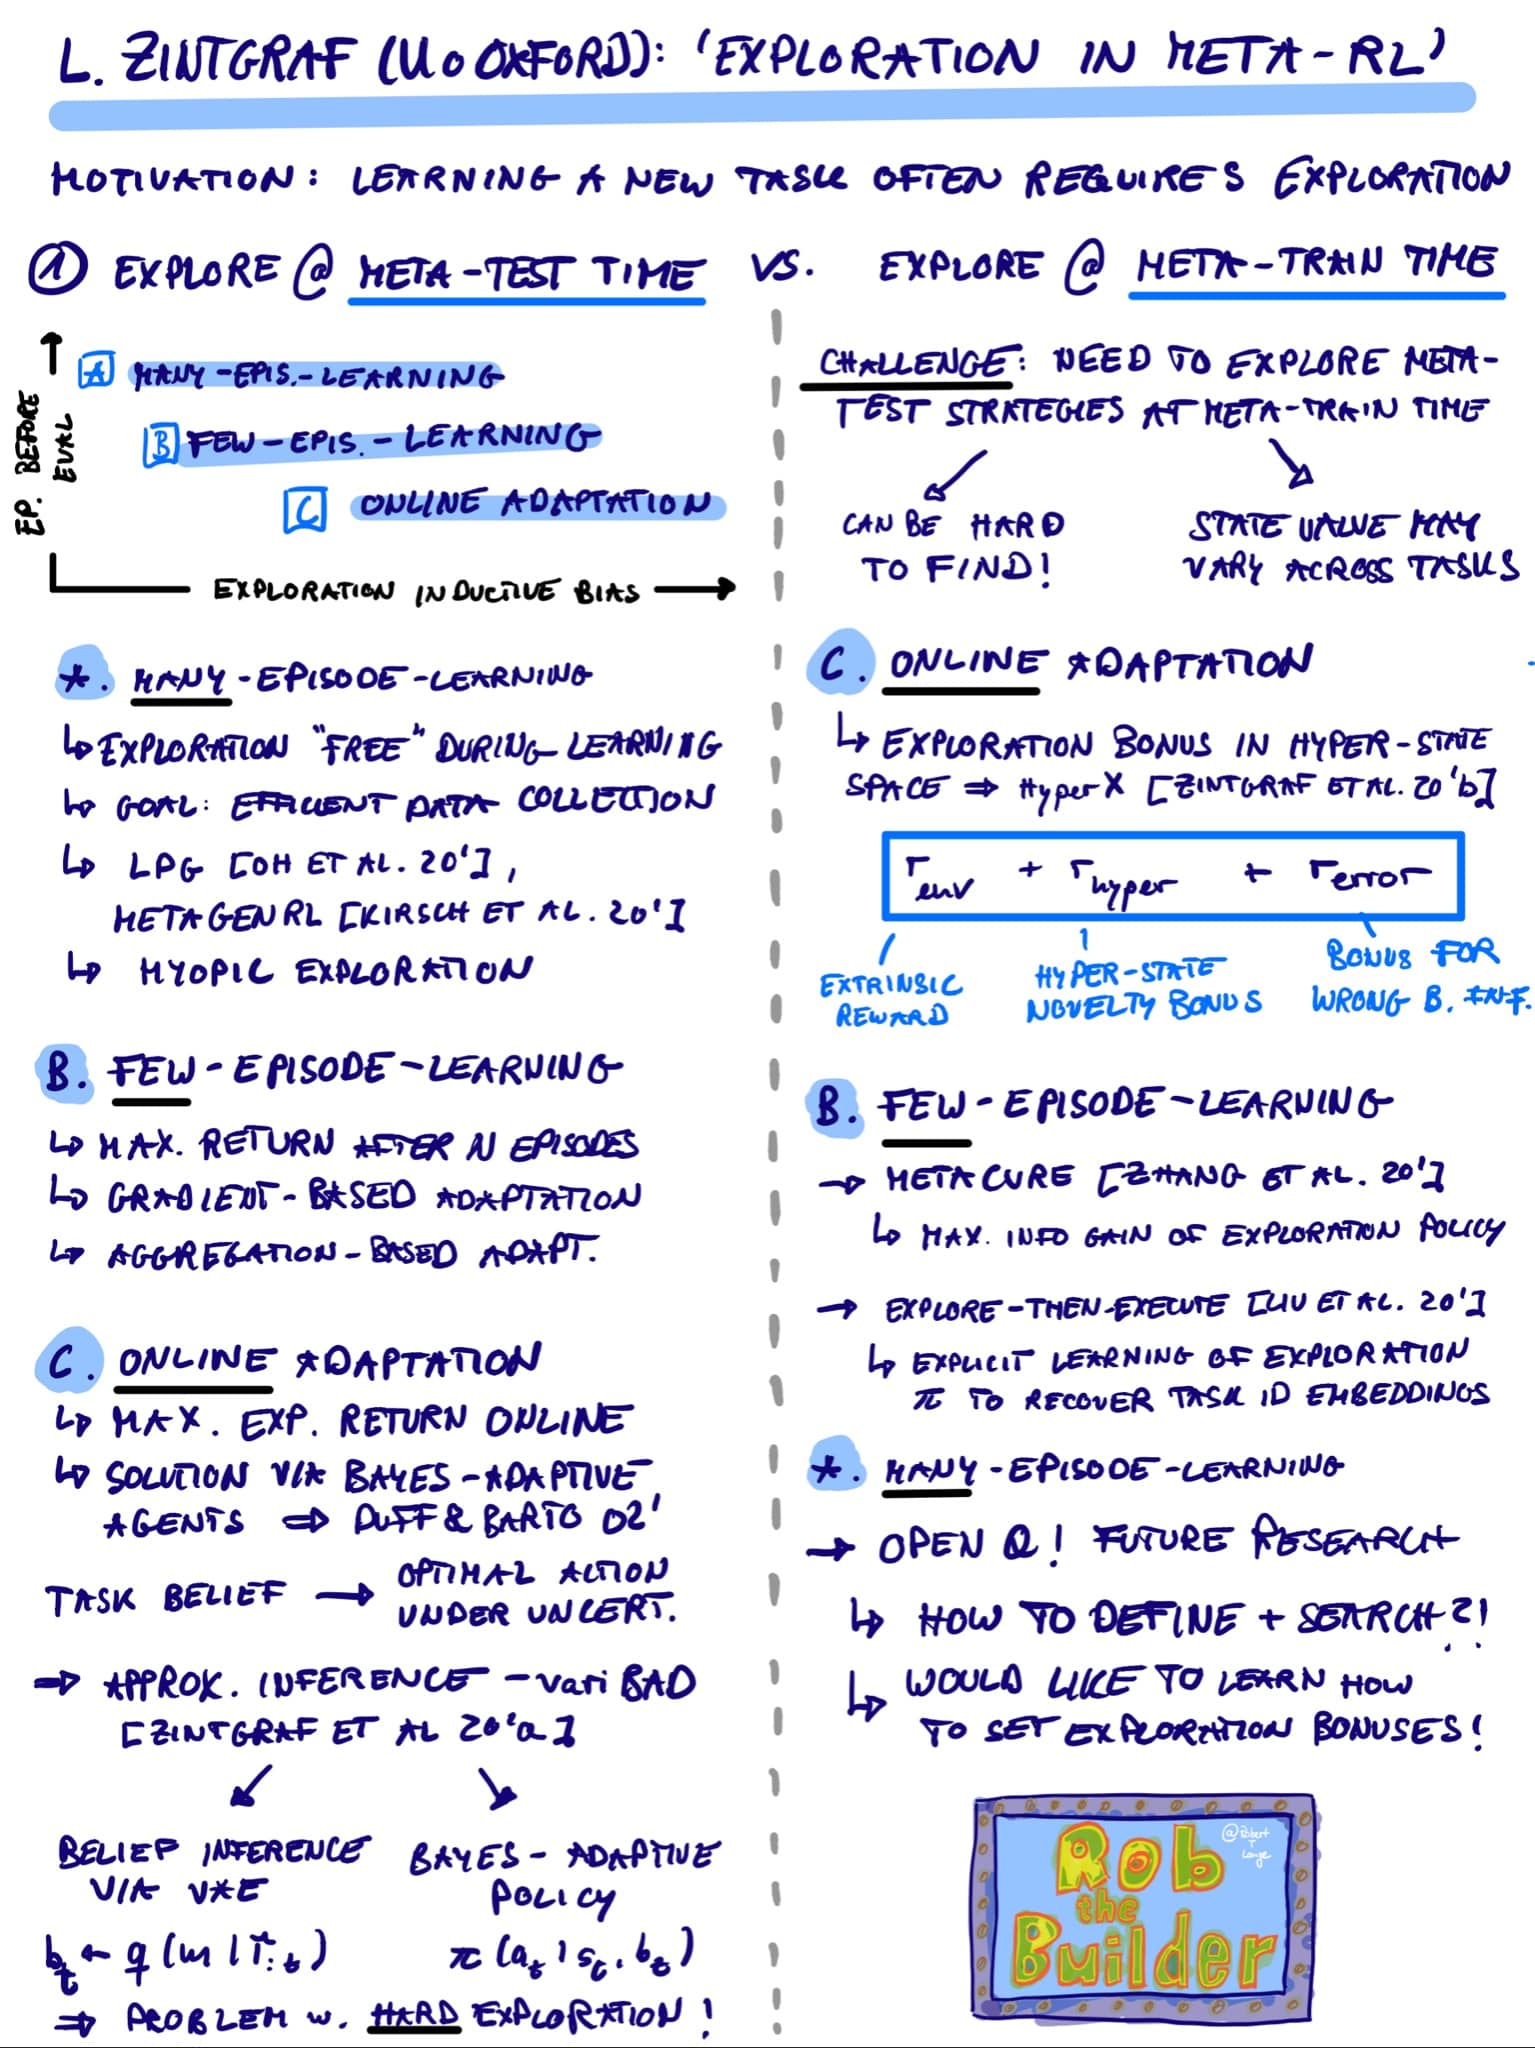 L. ZINTGRAF (U o OXFORD): 'EXPLORATION IN META-RL'
MOTIVATION: LEARNING A NEW TASK OFTEN REQUIRES EXPLORATION
① EXPLORE @ META-TEST TIME VS. EXPLORE @ META-TRAIN TIME
EP. BEFORE
EVAL
A MANY-EPIS.-LEARNING
B FEW-EPIS.-LEARNING
C ONLINE ADAPTATION
EXPLORATION INDUCTIVE BIAS
*. MANY-EPISODE-LEARNING
↳ EXPLORATION "FREE" DURING LEARNING
↳ GOAL: EFFICIENT DATA COLLECTION
↳ LPG [OH ET AL. 20'],
METAGENRL [KIRSCH ET AL. 20']
↳ MYOPIC EXPLORATION
B. FEW-EPISODE-LEARNING
↳ MAX. RETURN AFTER N EPISODES
↳ GRADIENT-BASED ADAPTATION
↳ AGGREGATION-BASED ADAPT.
C. ONLINE ADAPTATION
↳ MAX. EXP. RETURN ONLINE
↳ SOLUTION VIA BAYES-ADAPTIVE
AGENTS ⇒ DUFF & BARTO 02'
TASK BELIEF → OPTIMAL ACTION
UNDER UNCERT.
⇒ APPROX. INFERENCE - variBAD
[ZINTGRAF ET AL 20'a]
BELIEF INFERENCE
VIA VAE
b_t ← q(m|τ_:t)
BAYES-ADAPTIVE
POLICY
π(a_t|s_t, b_t)
⇒ PROBLEM w. HARD EXPLORATION!
CHALLENGE: NEED TO EXPLORE META-
TEST STRATEGIES AT META-TRAIN TIME
CAN BE HARD
TO FIND!
STATE VALUE MAY
VARY ACROSS TASKS
C. ONLINE ADAPTATION
↳ EXPLORATION BONUS IN HYPER-STATE
SPACE ⇒ HyperX [ZINTGRAF ET AL. 20'b]
r_env + r_hyper + r_error
EXTRINSIC
REWARD
HYPER-STATE
NOVELTY BONUS
BONUS FOR
WRONG B. INF.
B. FEW-EPISODE-LEARNING
→ METACURE [ZHANG ET AL. 20']
↳ MAX. INFO GAIN OF EXPLORATION POLICY
→ EXPLORE-THEN-EXECUTE [LIU ET AL. 20']
↳ EXPLICIT LEARNING OF EXPLORATION
π TO RECOVER TASK ID EMBEDDINGS
*. MANY-EPISODE-LEARNING
→ OPEN Q! FUTURE RESEARCH
↳ HOW TO DEFINE + SEARCH?!
↳ WOULD LIKE TO LEARN HOW
TO SET EXPLORATION BONUSES!
@Robert
T
Lange
Rob
the
Builder